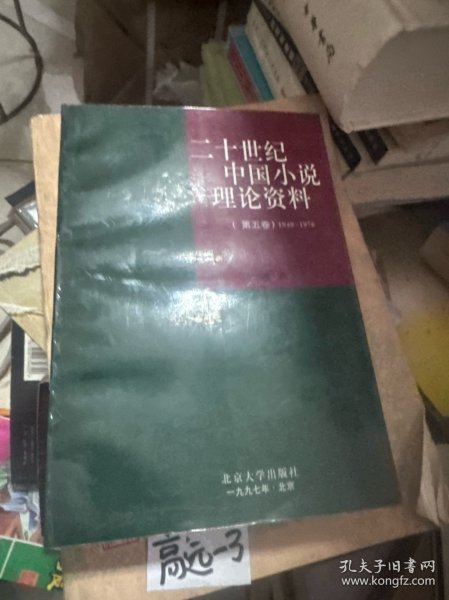 二十世纪
中国小说
理论资料
(第五卷) 1949-1976
北京大学出版社
一九九七年·北京
高远一3
孔夫子旧书网
www.kongfz.com